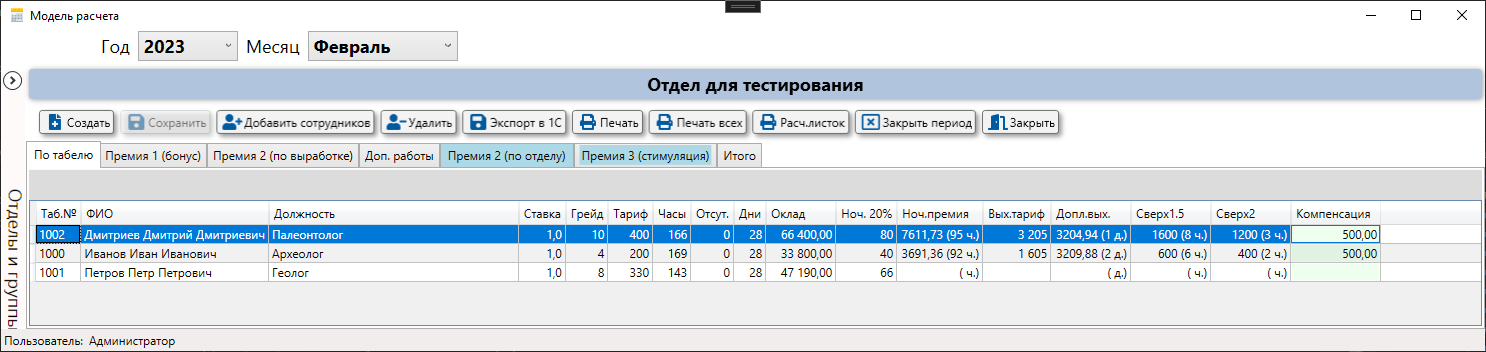 Модель расчета
Год 2023 Месяц Февраль
Отдел для тестирования
Создать Сохранить Добавить сотрудников Удалить Экспорт в 1С Печать Печать всех Расч.листок Закрыть период Закрыть
По табелю Премия 1 (бонус) Премия 2 (по выработке) Доп. работы Премия 2 (по отделу) Премия 3 (стимуляция) Итого
Отделы и группы
Таб.№ ФИО Должность Ставка Грейд Тариф Часы Отсут. Дни Оклад Ноч. 20% Ноч.премия Вых.тариф Допл.вых. Сверх1.5 Сверх2 Компенсация
1002 Дмитриев Дмитрий Дмитриевич Палеонтолог 1,0 10 400 166 0 28 66 400,00 80 7611,73 (95 ч.) 3 205 3204,94 (1 д.) 1600 (8 ч.) 1200 (3 ч.) 500,00
1000 Иванов Иван Иванович Археолог 1,0 4 200 169 0 28 33 800,00 40 3691,36 (92 ч.) 1 605 3209,88 (2 д.) 600 (6 ч.) 400 (2 ч.) 500,00
1001 Петров Петр Петрович Геолог 1,0 8 330 143 0 28 47 190,00 66 ( ч.) ( д.) ( ч.) ( ч.)
Пользователь: Администратор